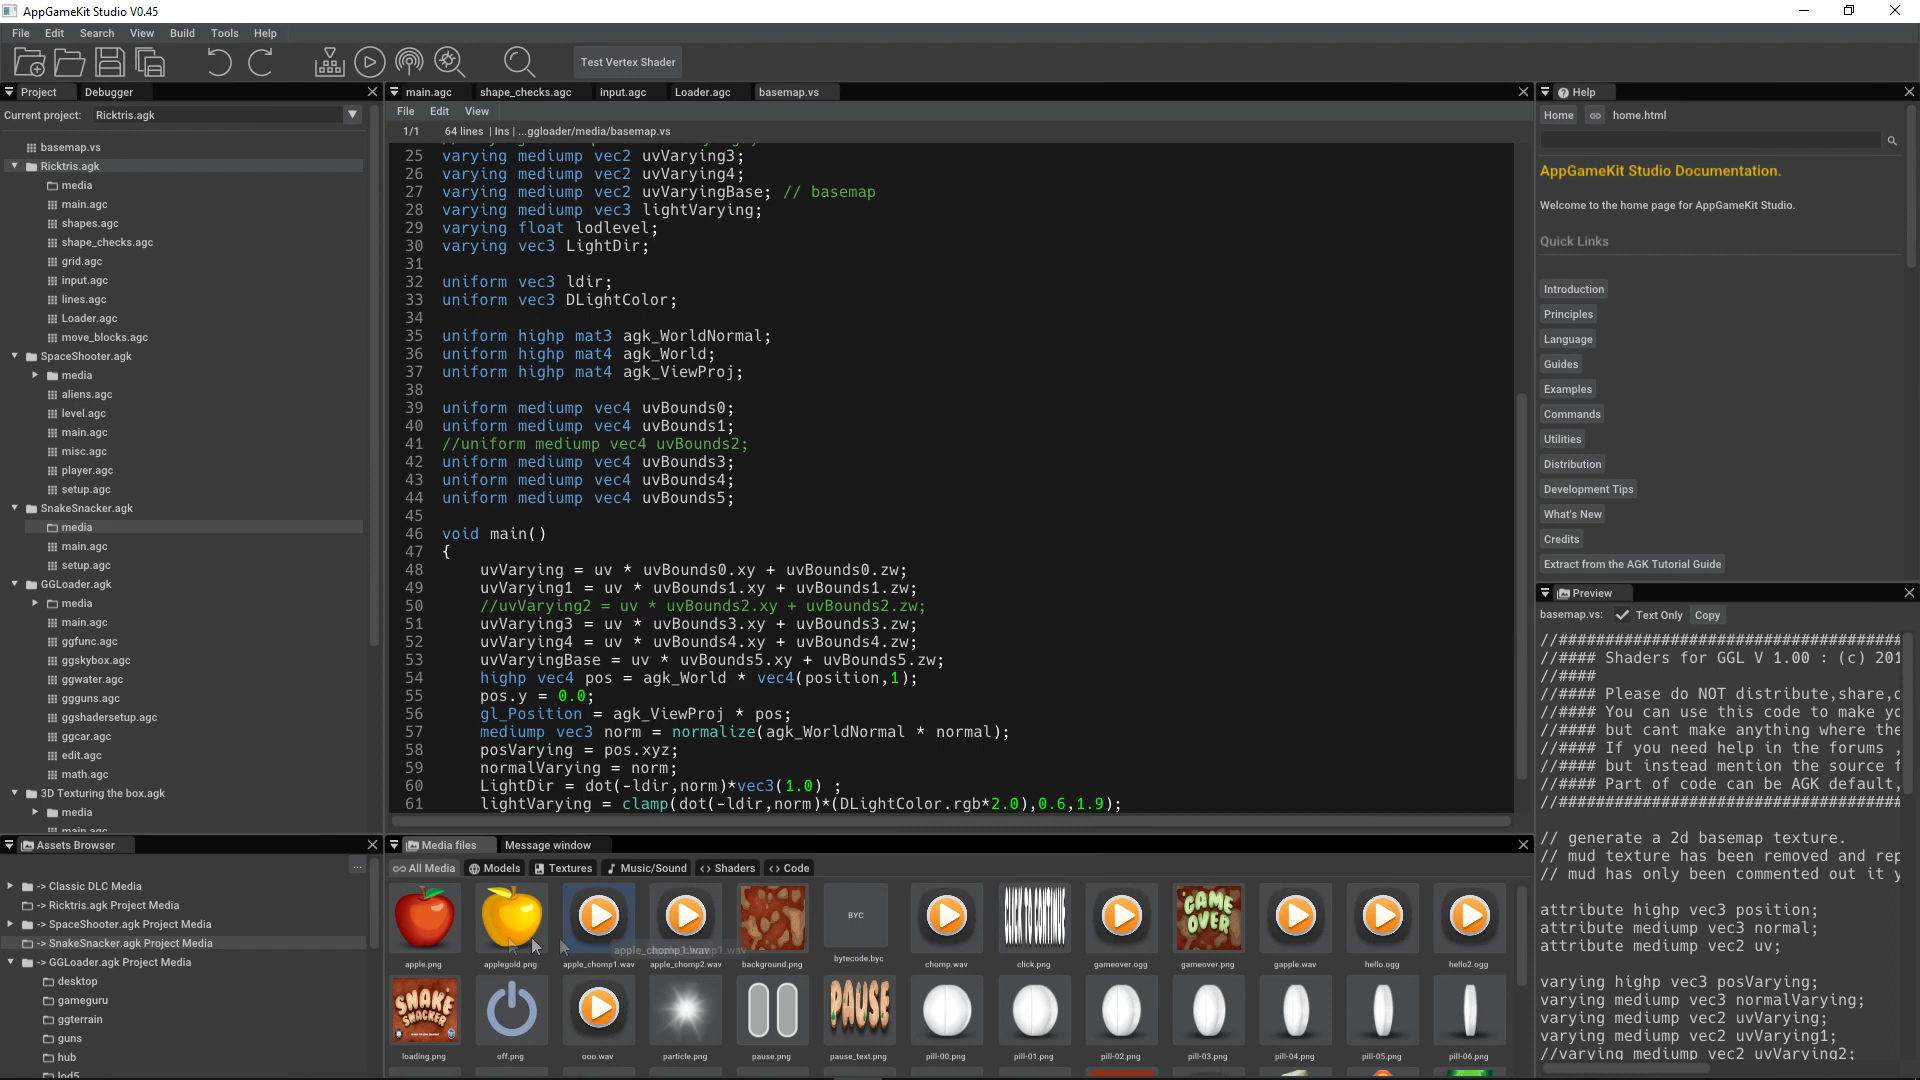 AppGameKit Studio V0.45
File Edit Search View Build Tools Help
Test Vertex Shader
Project Debugger
Current project: Ricktris.agk
basemap.vs
Ricktris.agk
media
main.agc
shapes.agc
shape_checks.agc
grid.agc
input.agc
lines.agc
Loader.agc
move_blocks.agc
SpaceShooter.agk
media
aliens.agc
level.agc
main.agc
misc.agc
player.agc
setup.agc
SnakeSnacker.agk
media
main.agc
setup.agc
GGLoader.agk
media
main.agc
ggfunc.agc
ggskybox.agc
ggwater.agc
ggguns.agc
ggshadersetup.agc
ggcar.agc
edit.agc
math.agc
3D Texturing the box.agk
media
main.agc
main.agc shape_checks.agc input.agc Loader.agc basemap.vs
File Edit View
1/1 64 lines | Ins | ...ggloader/media/basemap.vs
25 varying mediump vec2 uvVarying3;
26 varying mediump vec2 uvVarying4;
27 varying mediump vec2 uvVaryingBase; // basemap
28 varying mediump vec3 lightVarying;
29 varying float lodlevel;
30 varying vec3 LightDir;
31
32 uniform vec3 ldir;
33 uniform vec3 DLightColor;
34
35 uniform highp mat3 agk_WorldNormal;
36 uniform highp mat4 agk_World;
37 uniform highp mat4 agk_ViewProj;
38
39 uniform mediump vec4 uvBounds0;
40 uniform mediump vec4 uvBounds1;
41 //uniform mediump vec4 uvBounds2;
42 uniform mediump vec4 uvBounds3;
43 uniform mediump vec4 uvBounds4;
44 uniform mediump vec4 uvBounds5;
45
46 void main()
47 {
48 uvVarying = uv * uvBounds0.xy + uvBounds0.zw;
49 uvVarying1 = uv * uvBounds1.xy + uvBounds1.zw;
50 //uvVarying2 = uv * uvBounds2.xy + uvBounds2.zw;
51 uvVarying3 = uv * uvBounds3.xy + uvBounds3.zw;
52 uvVarying4 = uv * uvBounds4.xy + uvBounds4.zw;
53 uvVaryingBase = uv * uvBounds5.xy + uvBounds5.zw;
54 highp vec4 pos = agk_World * vec4(position,1);
55 pos.y = 0.0;
56 gl_Position = agk_ViewProj * pos;
57 mediump vec3 norm = normalize(agk_WorldNormal * normal);
58 posVarying = pos.xyz;
59 normalVarying = norm;
60 LightDir = dot(-ldir,norm)*vec3(1.0) ;
61 lightVarying = clamp(dot(-ldir,norm)*(DLightColor.rgb*2.0),0.6,1.9);
Help
Home home.html
AppGameKit Studio Documentation.
Welcome to the home page for AppGameKit Studio.
Quick Links
Introduction
Principles
Language
Guides
Examples
Commands
Utilities
Distribution
Development Tips
What's New
Credits
Extract from the AGK Tutorial Guide
Preview
basemap.vs: Text Only Copy
//####################################
//#### Shaders for GGL V 1.00 : (c) 201
//####
//#### Please do NOT distribute,share,
//#### You can use this code to make yo
//#### but cant make anything where the
//#### If you need help in the forums ,
//#### but instead mention the source f
//#### Part of code can be AGK default,
//####################################
// generate a 2d basemap texture.
// mud texture has been removed and rep
// mud has only been commented out it y
attribute highp vec3 position;
attribute mediump vec3 normal;
attribute mediump vec2 uv;
varying highp vec3 posVarying;
varying mediump vec3 normalVarying;
varying mediump vec2 uvVarying;
varying mediump vec2 uvVarying1;
//varying mediump vec2 uvVarying2;
Assets Browser
...
-> Classic DLC Media
-> Ricktris.agk Project Media
-> SpaceShooter.agk Project Media
-> SnakeSnacker.agk Project Media
-> GGLoader.agk Project Media
desktop
gameguru
ggterrain
guns
hub
lod5
Media files Message window
All Media Models Textures Music/Sound <> Shaders <> Code
BYC
CLICK TO CONTINUE
GAME OVER
apple.png applegold.png apple_chomp1.wav apple_chomp2.wav background.png bytecode.byc chomp.wav click.png gameover.ogg gameover.png gapple.wav hello.ogg hello2.ogg
SNAKE SNACKER
PAUSE
loading.png off.png ooo.wav particle.png pause.png pause_text.png pill-00.png pill-01.png pill-02.png pill-03.png pill-04.png pill-05.png pill-06.png